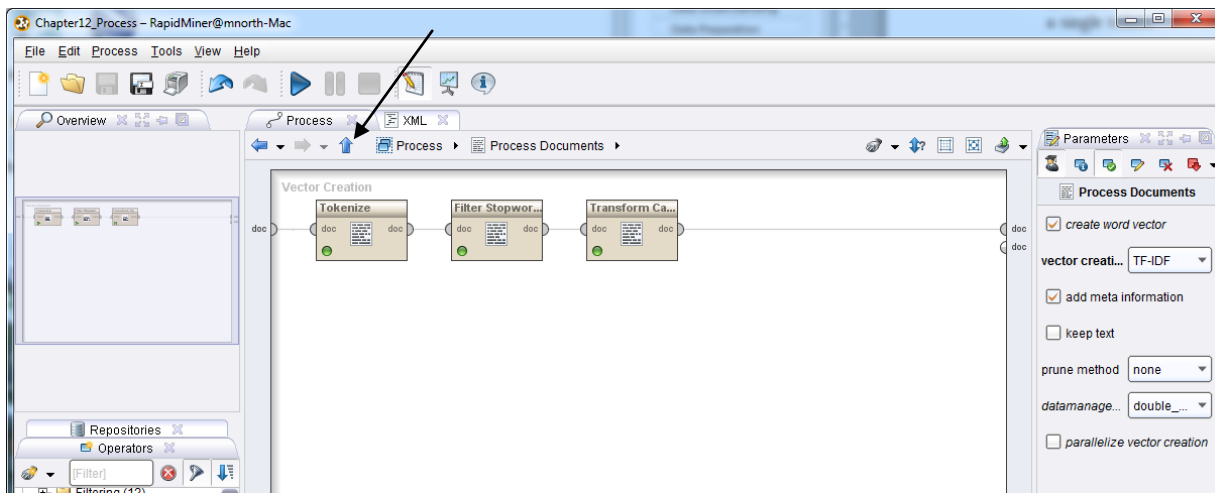 Chapter12_Process – RapidMiner@mnorth-Mac
File Edit Process Tools View Help
Overview
Process
XML
Process
Process Documents
Parameters
Process Documents
Vector Creation
Tokenize
Filter Stopwor...
Transform Ca...
doc doc doc doc doc doc doc doc
doc
create word vector
vector creati... TF-IDF
add meta information
keep text
prune method none
datamanage... double_...
parallelize vector creation
Repositories
Operators
[Filter]
Filtering (12)